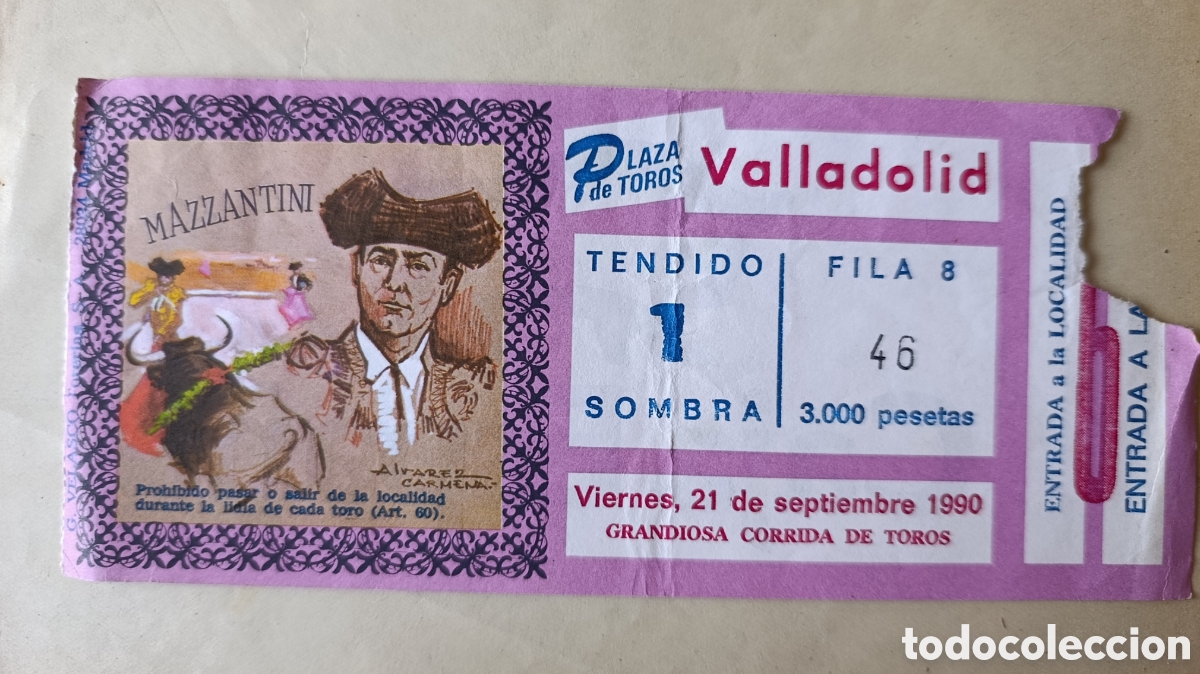 MAZZANTINI
ALVAREZ
CARMENA
Prohibido pasar o salir de la localidad
durante la lidia de cada toro (Art. 60).
G. VELASCO
28024
PLAZA
de TOROS
Valladolid
TENDIDO
1
SOMBRA
FILA 8
46
3.000 pesetas
Viernes, 21 de septiembre 1990
GRANDIOSA CORRIDA DE TOROS
ENTRADA a la LOCALIDAD
ENTRADA A LA
todocoleccion